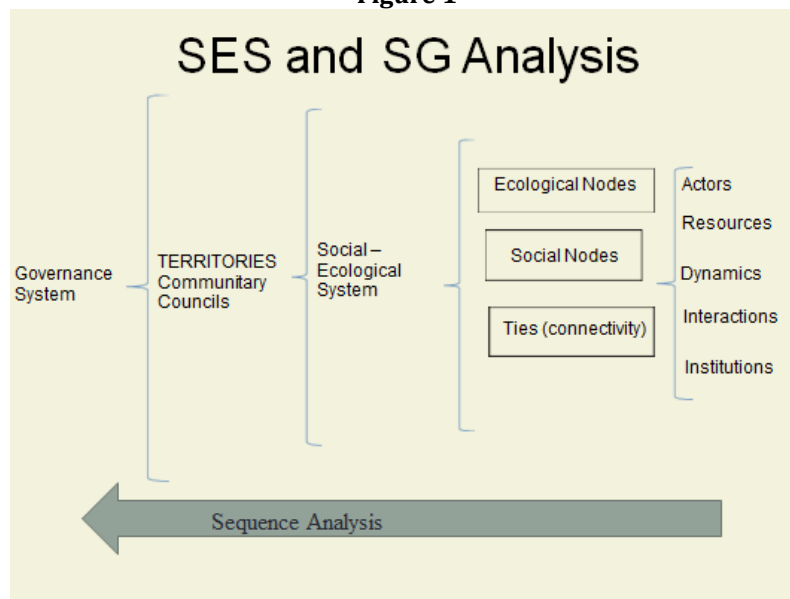 Figure 1
SES and SG Analysis
Governance
System
TERRITORIES
Communitary
Councils
Social –
Ecological
System
Ecological Nodes
Social Nodes
Ties (connectivity)
Actors
Resources
Dynamics
Interactions
Institutions
Sequence Analysis